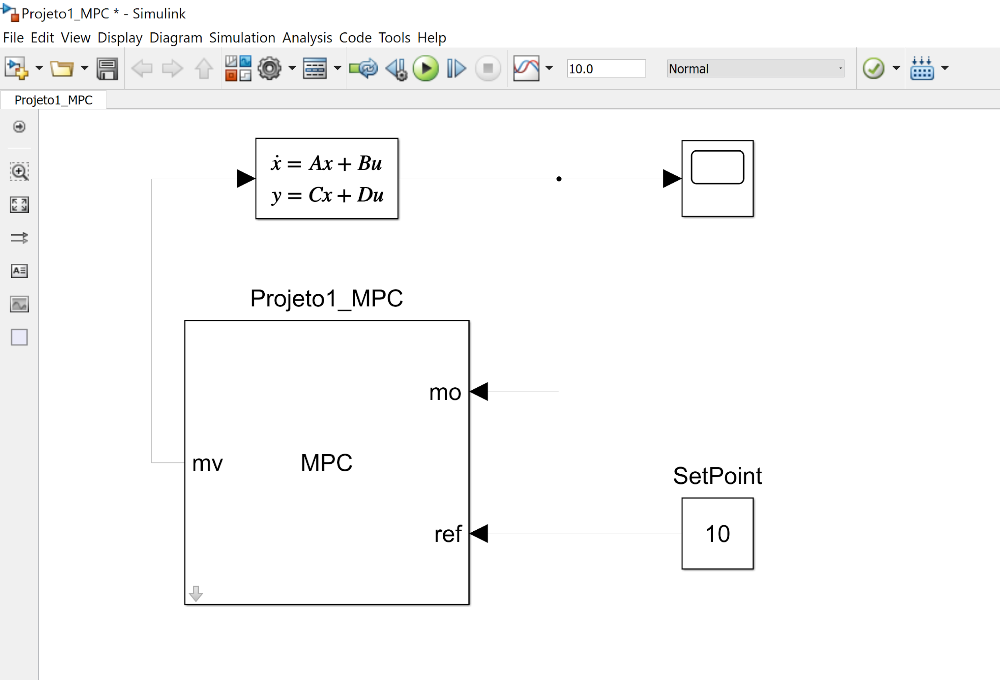 Projeto1_MPC * - Simulink
File Edit View Display Diagram Simulation Analysis Code Tools Help
10.0 Normal
Projeto1_MPC
ẋ = Ax + Bu
y = Cx + Du
Projeto1_MPC
mo
mv MPC
SetPoint
ref 10